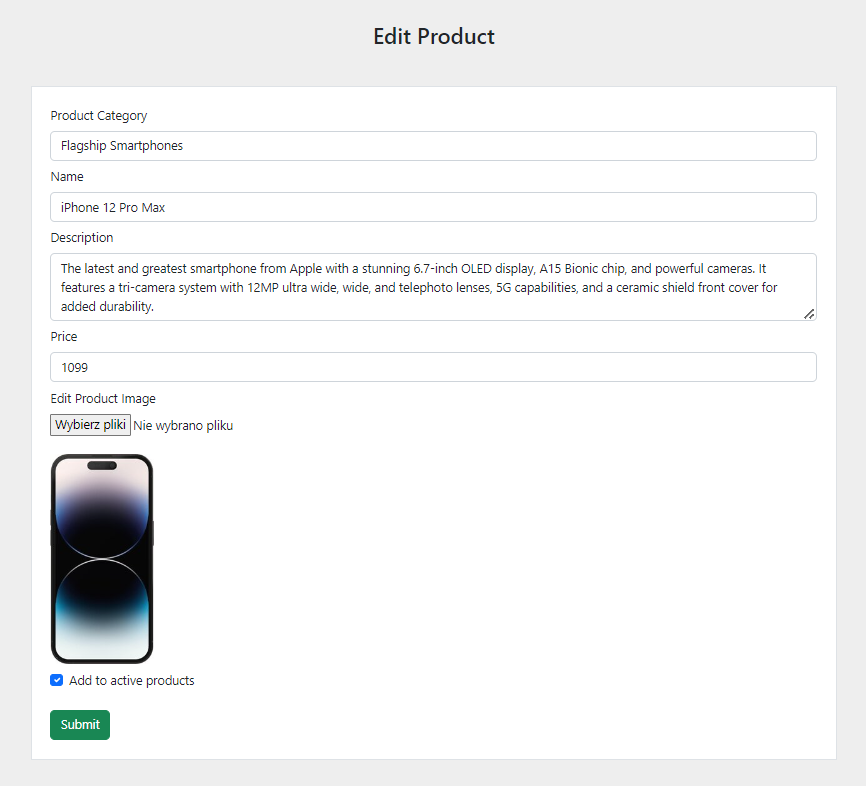 Edit Product
Product Category
Flagship Smartphones
Name
iPhone 12 Pro Max
Description
The latest and greatest smartphone from Apple with a stunning 6.7-inch OLED display, A15 Bionic chip, and powerful cameras. It
features a tri-camera system with 12MP ultra wide, wide, and telephoto lenses, 5G capabilities, and a ceramic shield front cover for
added durability.
Price
1099
Edit Product Image
Wybierz pliki Nie wybrano pliku
Add to active products
Submit